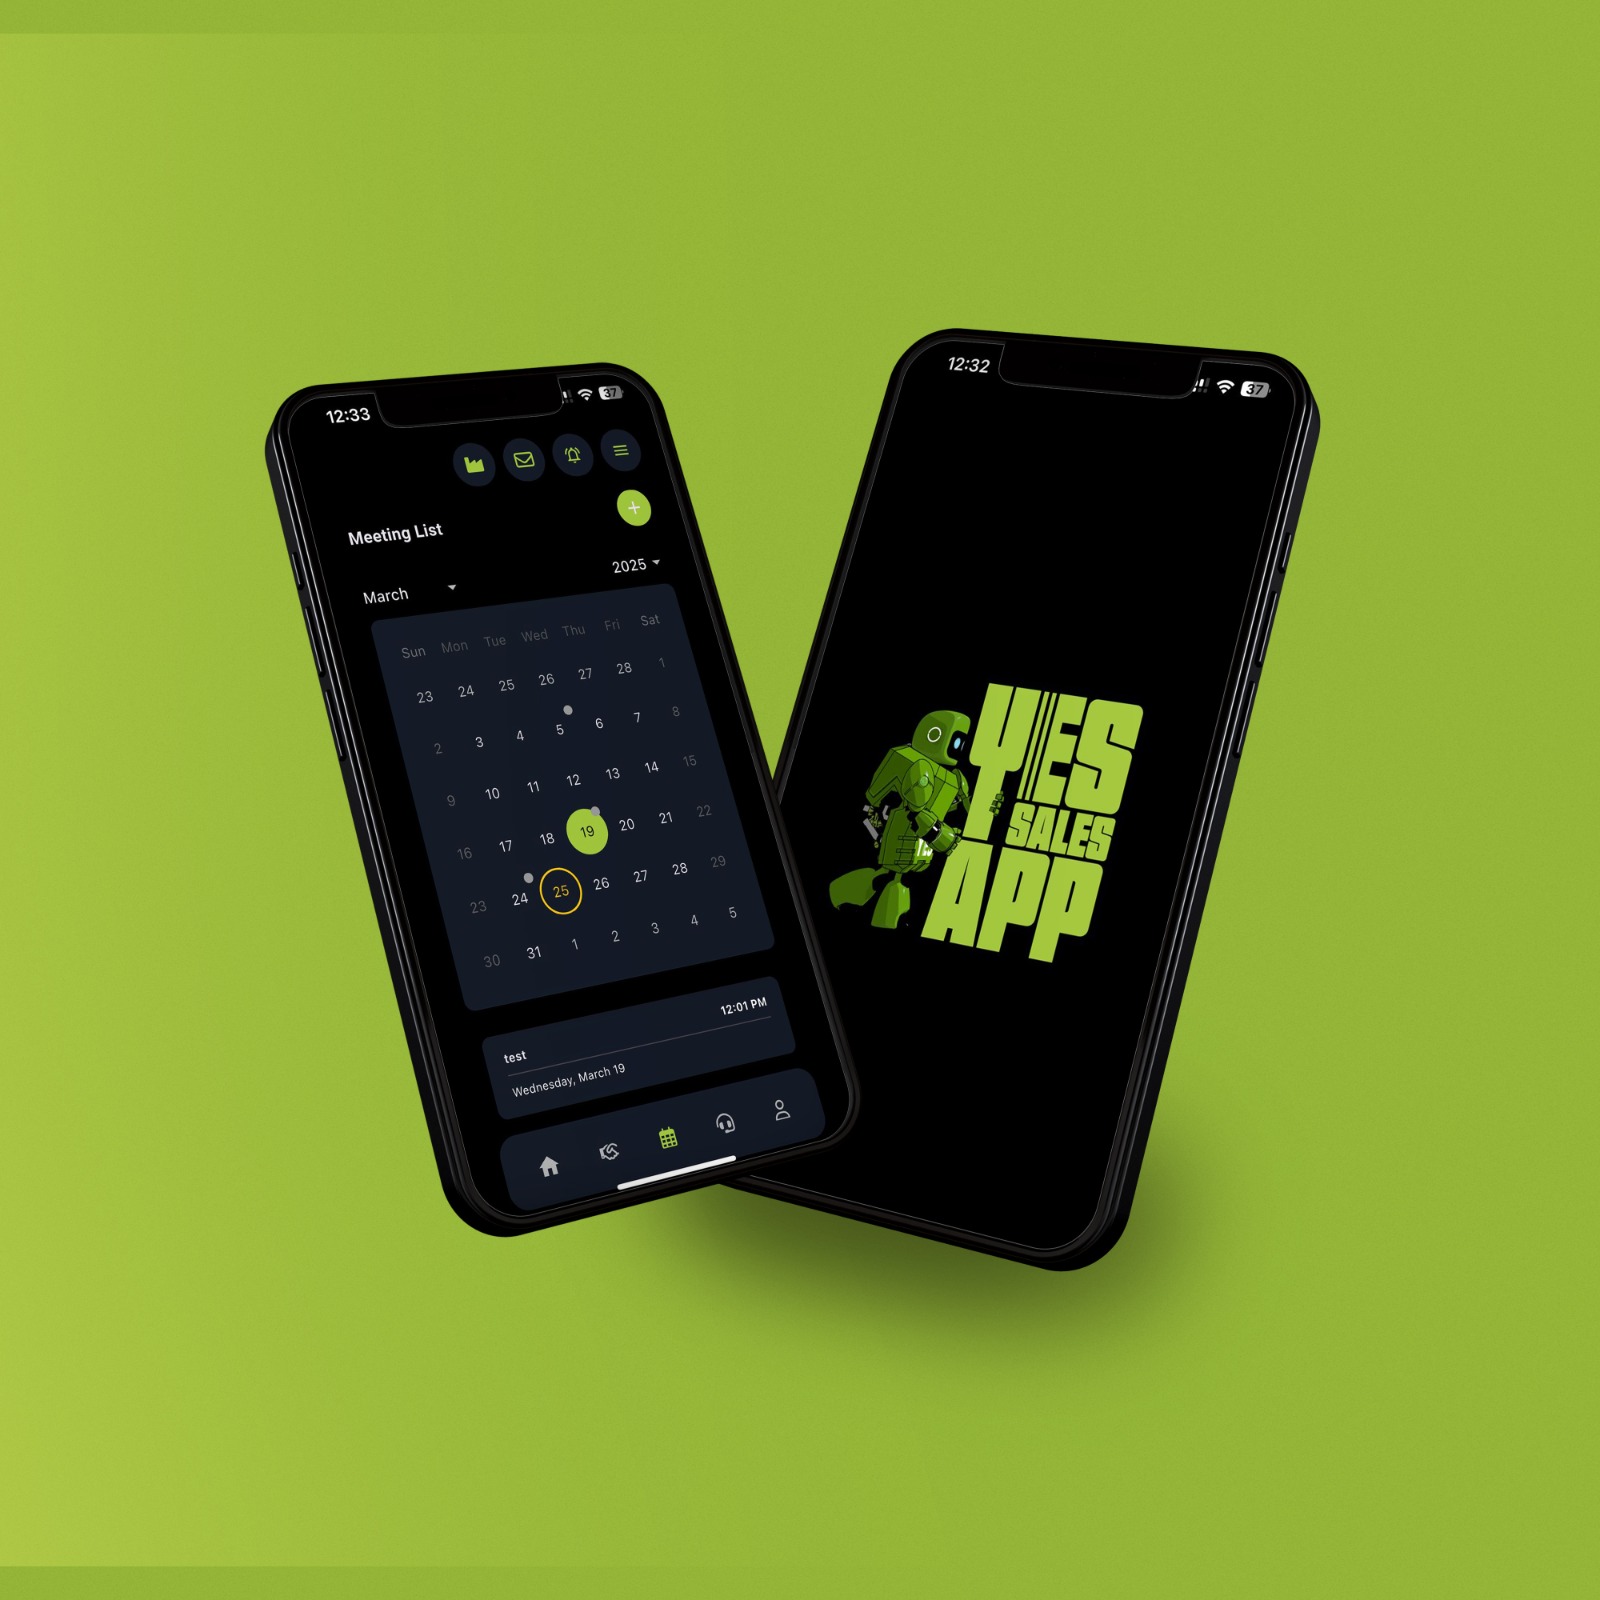 12:33
37
Meeting List
March
2025
Sun Mon Tue Wed Thu Fri Sat
23 24 25 26 27 28 1
2 3 4 5 6 7 8
9 10 11 12 13 14 15
16 17 18 19 20 21 22
23 24 25 26 27 28 29
30 31 1 2 3 4 5
12:01 PM
test
Wednesday, March 19
12:32
37
YES
SALES
APP